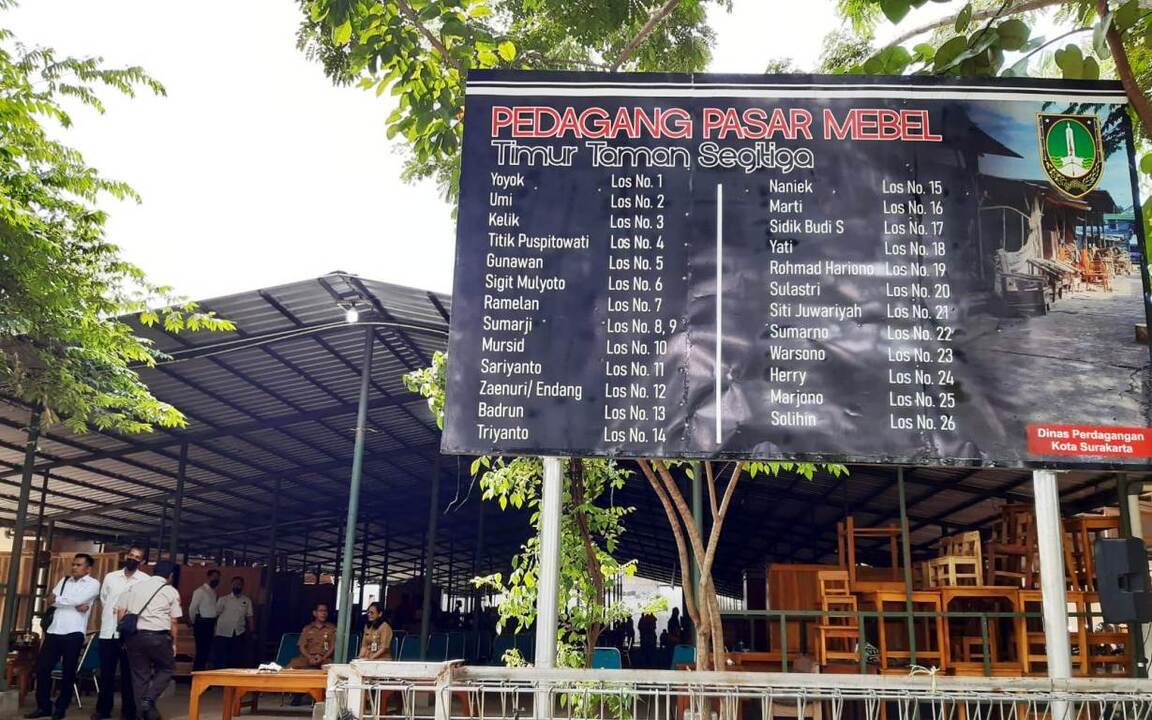 PEDAGANG PASAR MEBEL
Timur Taman Segitiga
Yoyok Los No. 1
Umi Los No. 2
Kelik Los No. 3
Titik Puspitowati Los No. 4
Gunawan Los No. 5
Sigit Mulyoto Los No. 6
Ramelan Los No. 7
Sumarji Los No. 8, 9
Mursid Los No. 10
Sariyanto Los No. 11
Zaenuri/ Endang Los No. 12
Badrun Los No. 13
Triyanto Los No. 14
Naniek Los No. 15
Marti Los No. 16
Sidik Budi S Los No. 17
Yati Los No. 18
Rohmad Hariono Los No. 19
Sulastri Los No. 20
Siti Juwariyah Los No. 21
Sumarno Los No. 22
Warsono Los No. 23
Herry Los No. 24
Marjono Los No. 25
Solihin Los No. 26
Dinas Perdagangan
Kota Surakarta